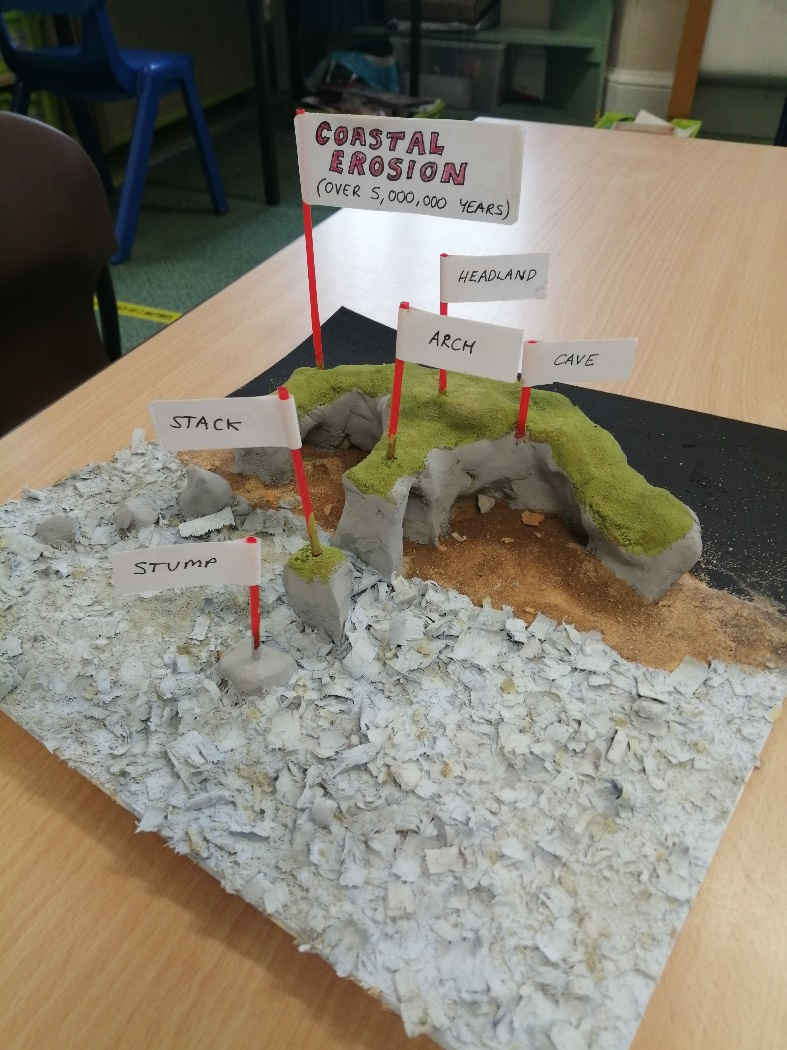 COASTAL
EROSION
(OVER 5,000,000 YEARS)
HEADLAND
ARCH
CAVE
STACK
STUMP